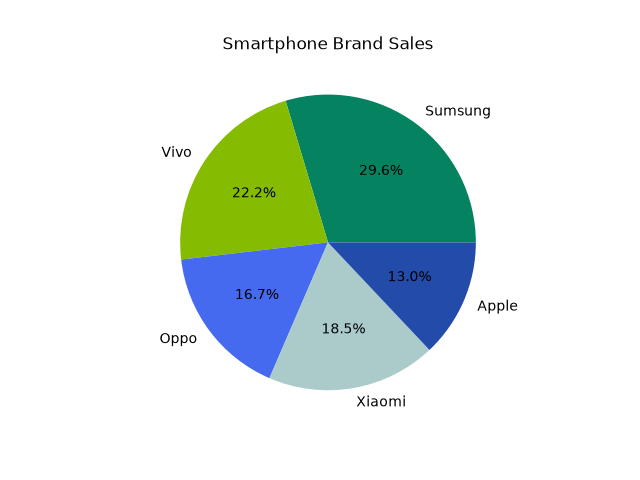 Smartphone Brand Sales
Sumsung
29.6%
Vivo
22.2%
Oppo
16.7%
Xiaomi
18.5%
Apple
13.0%